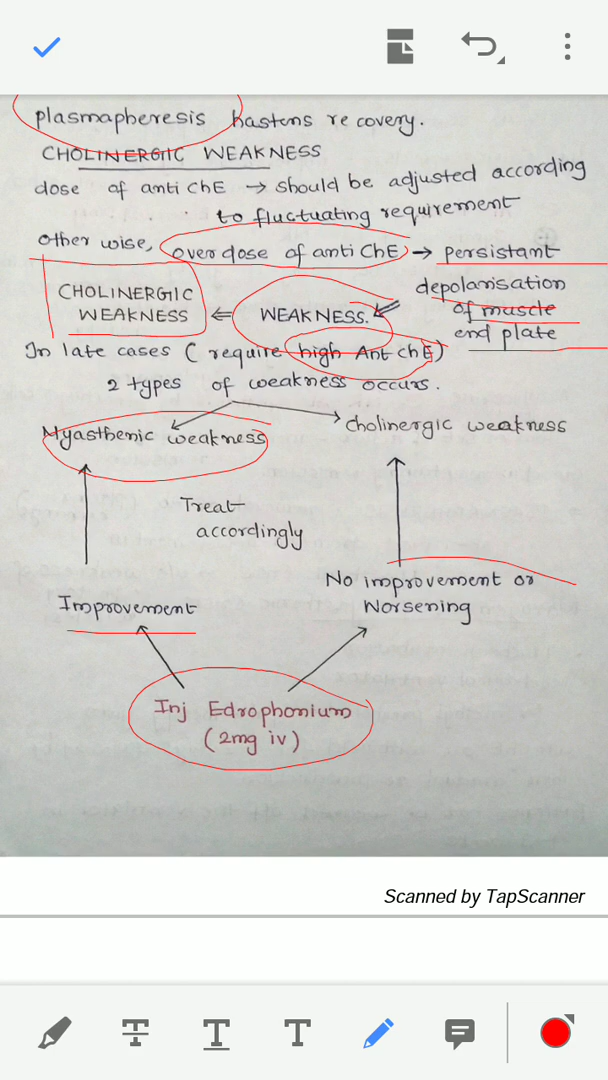 plasmapheresis hastens recovery.
CHOLINERGIC WEAKNESS
dose of anti ChE → should be adjusted according
to fluctuating requirement
other wise, over dose of anti ChE → persistant
depolarisation
of muscle
end plate
CHOLINERGIC
WEAKNESS ⇐ WEAKNESS.
In late cases ( require high Ant chE)
2 types of weakness occurs.
Myasthenic weakness
cholinergic weakness
Treat
accordingly
No improvement or
Worsening
Improvement
Inj Edrophonium
(2mg iv)
Scanned by TapScanner
T T T